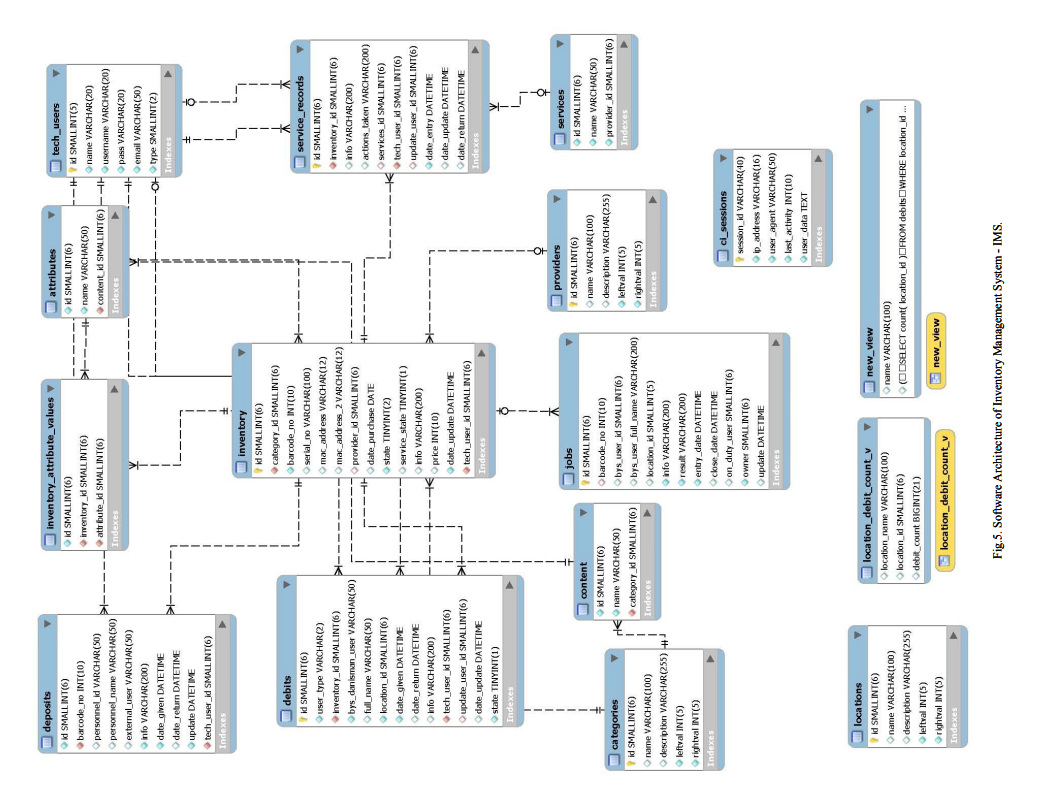 tech_users
id SMALLINT(5)
name VARCHAR(20)
username VARCHAR(20)
pass VARCHAR(20)
email VARCHAR(50)
type SMALLINT(2)
Indexes
service_records
id SMALLINT(6)
inventory_id SMALLINT(6)
info VARCHAR(200)
actions_taken VARCHAR(200)
services_id SMALLINT(6)
tech_user_id SMALLINT(6)
update_user_id SMALLINT(6)
date_entry DATETIME
date_update DATETIME
date_return DATETIME
Indexes
services
id SMALLINT(6)
name VARCHAR(50)
provider_id SMALLINT(6)
Indexes
attributes
id SMALLINT(6)
name VARCHAR(50)
content_id SMALLINT(6)
Indexes
providers
id SMALLINT(6)
name VARCHAR(100)
description VARCHAR(255)
leftval INT(5)
rightval INT(5)
Indexes
ci_sessions
session_id VARCHAR(40)
ip_address VARCHAR(16)
user_agent VARCHAR(50)
last_activity INT(10)
user_data TEXT
Indexes
inventory_attribute_values
id SMALLINT(6)
inventory_id SMALLINT(6)
attribute_id SMALLINT(6)
Indexes
inventory
id SMALLINT(6)
category_id SMALLINT(6)
barcode_no INT(10)
serial_no VARCHAR(100)
mac_address VARCHAR(12)
mac_address_2 VARCHAR(12)
provider_id SMALLINT(6)
date_purchase DATE
state TINYINT(2)
service_state TINYINT(1)
info VARCHAR(200)
price INT(10)
date_update DATETIME
tech_user_id SMALLINT(6)
Indexes
jobs
id SMALLINT(6)
barcode_no INT(10)
bys_user_id SMALLINT(6)
bys_user_full_name VARCHAR(200)
location_id SMALLINT(5)
info VARCHAR(200)
result VARCHAR(200)
entry_date DATETIME
close_date DATETIME
on_duty_user SMALLINT(6)
owner SMALLINT(6)
update DATETIME
Indexes
new_view
name VARCHAR(100)
(□□SELECT count( location_id )□FROM debits□WHERE location_id ...
new_view
deposits
id SMALLINT(6)
barcode_no INT(10)
personnel_id VARCHAR(50)
personnel_name VARCHAR(50)
external_user VARCHAR(50)
info VARCHAR(200)
date_given DATETIME
date_return DATETIME
update DATETIME
tech_user_id SMALLINT(6)
Indexes
debits
id SMALLINT(6)
user_type VARCHAR(2)
inventory_id SMALLINT(6)
bys_danisman_user VARCHAR(50)
full_name VARCHAR(50)
location_id SMALLINT(6)
date_given DATETIME
date_return DATETIME
info VARCHAR(200)
tech_user_id SMALLINT(6)
update_user_id SMALLINT(6)
date_update DATETIME
state TINYINT(1)
Indexes
content
id SMALLINT(6)
name VARCHAR(50)
category_id SMALLINT(6)
Indexes
categories
id SMALLINT(6)
name VARCHAR(100)
description VARCHAR(255)
leftval INT(5)
rightval INT(5)
Indexes
location_debit_count_v
location_name VARCHAR(100)
location_id SMALLINT(6)
debit_count BIGINT(21)
location_debit_count_v
locations
id SMALLINT(6)
name VARCHAR(100)
description VARCHAR(255)
leftval INT(5)
rightval INT(5)
Indexes
Fig.5. Software Architecture of Inventory Management System - IMS.